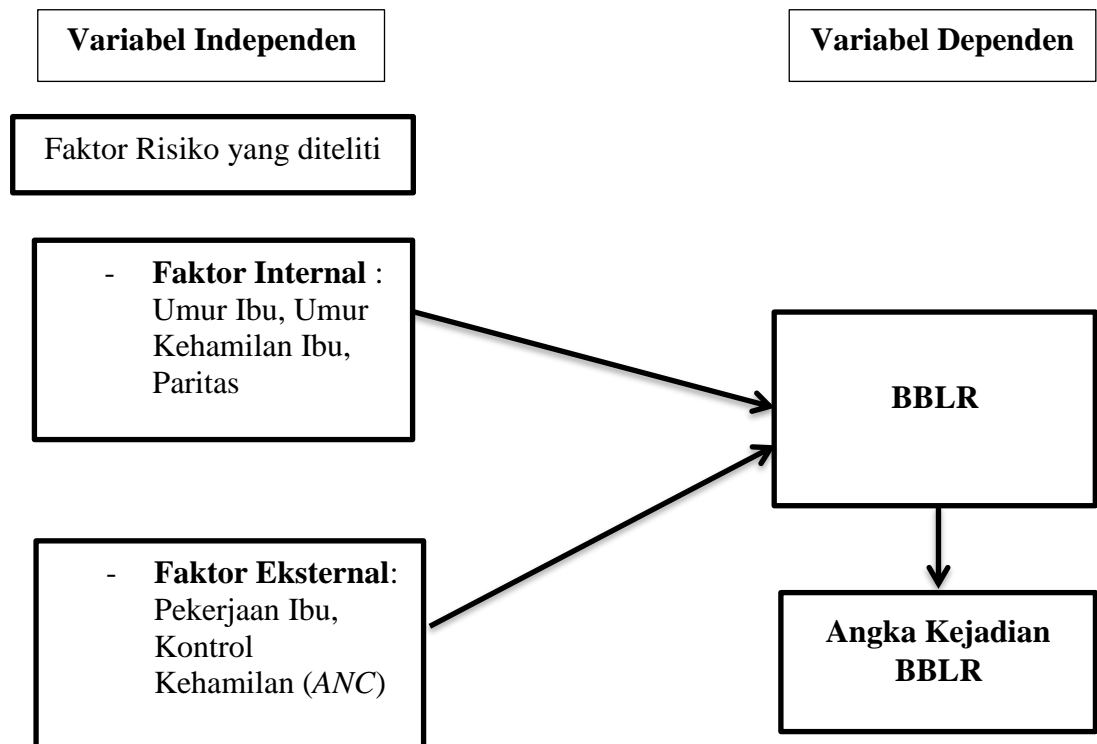 Variabel Independen
Variabel Dependen
Faktor Risiko yang diteliti
- Faktor Internal :
Umur Ibu, Umur
Kehamilan Ibu,
Paritas
BBLR
- Faktor Eksternal:
Pekerjaan Ibu,
Kontrol
Kehamilan (ANC)
Angka Kejadian
BBLR